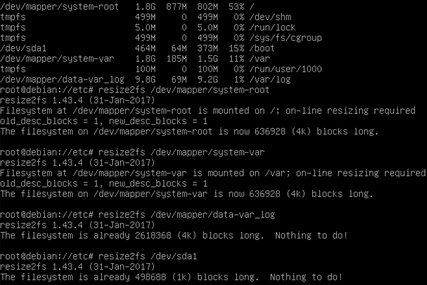 /dev/mapper/system-root 1.8G 877M 802M 53% /
tmpfs 499M 0 499M 0% /dev/shm
tmpfs 5.0M 0 5.0M 0% /run/lock
tmpfs 499M 0 499M 0% /sys/fs/cgroup
/dev/sda1 464M 64M 373M 15% /boot
/dev/mapper/system-var 1.8G 185M 1.5G 11% /var
tmpfs 100M 0 100M 0% /run/user/1000
/dev/mapper/data-var_log 9.8G 69M 9.2G 1% /var/log
root@debian://etc# resize2fs /dev/mapper/system-root
resize2fs 1.43.4 (31-Jan-2017)
Filesystem at /dev/mapper/system-root is mounted on /; on-line resizing required
old_desc_blocks = 1, new_desc_blocks = 1
The filesystem on /dev/mapper/system-root is now 636928 (4k) blocks long.
root@debian://etc# resize2fs /dev/mapper/system-var
resize2fs 1.43.4 (31-Jan-2017)
Filesystem at /dev/mapper/system-var is mounted on /var; on-line resizing required
old_desc_blocks = 1, new_desc_blocks = 1
The filesystem on /dev/mapper/system-var is now 636928 (4k) blocks long.
root@debian://etc# resize2fs /dev/mapper/data-var_log
resize2fs 1.43.4 (31-Jan-2017)
The filesystem is already 2618368 (4k) blocks long. Nothing to do!
root@debian://etc# resize2fs /dev/sda1
resize2fs 1.43.4 (31-Jan-2017)
The filesystem is already 498688 (1k) blocks long. Nothing to do!